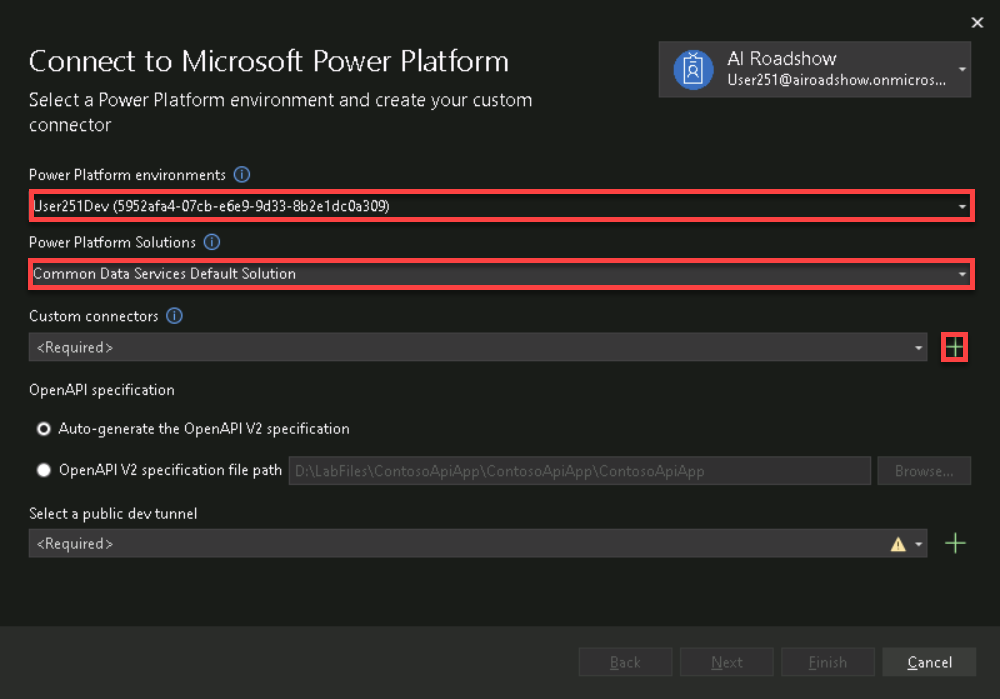 Connect to Microsoft Power Platform
AI Roadshow
User251@airoadshow.onmicros...
Select a Power Platform environment and create your custom
connector
Power Platform environments
User251Dev (5952afa4-07cb-e6e9-9d33-8b2e1dc0a309)
Power Platform Solutions
Common Data Services Default Solution
Custom connectors
<Required>
OpenAPI specification
Auto-generate the OpenAPI V2 specification
OpenAPI V2 specification file path D:\LabFiles\ContosoApiApp\ContosoApiApp\ContosoApiApp Browse...
Select a public dev tunnel
<Required>
Back Next Finish Cancel